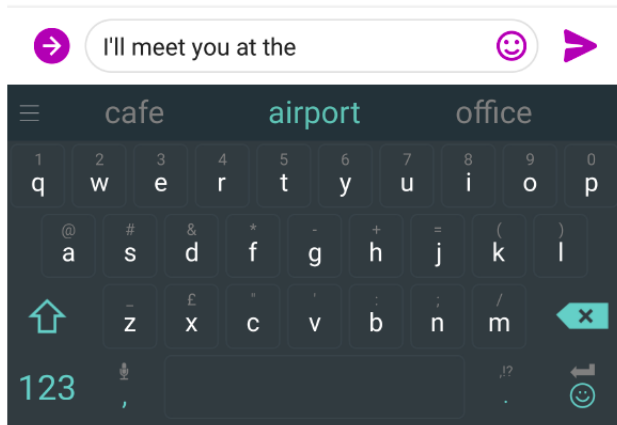 I'll meet you at the
cafe airport office
1 2 3 4 5 6 7 8 9 0
q w e r t y u i o p
@ # & * - + = ( )
a s d f g h j k l
_ £ " ' : ; /
z x c v b n m
123 , ,!? .